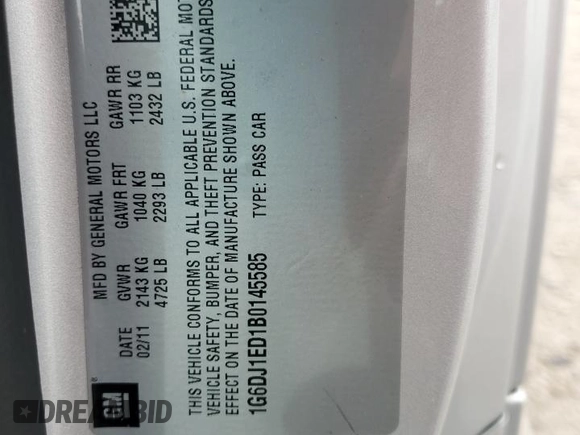 MFD BY GENERAL MOTORS LLC
DATE GVWR GAWR FRT GAWR RR
02/11 2143 KG 1040 KG 1103 KG
4725 LB 2293 LB 2432 LB
THIS VEHICLE CONFORMS TO ALL APPLICABLE U.S. FEDERAL MOT
VEHICLE SAFETY, BUMPER, AND THEFT PREVENTION STANDARDS
EFFECT ON THE DATE OF MANUFACTURE SHOWN ABOVE.
1G6DJ1ED1B0145585 TYPE: PASS CAR
GM
DREAMBID